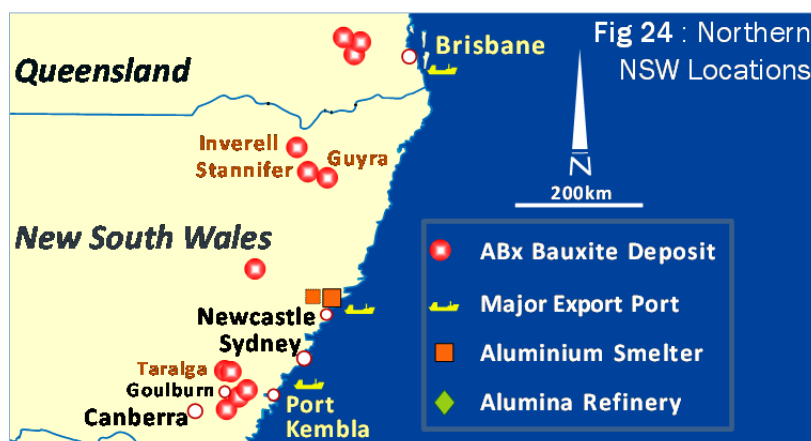 Fig 24 : Northern
NSW Locations
Brisbane
Queensland
Inverell
Stannifer
Guyra
N
200km
New South Wales
ABx Bauxite Deposit
Major Export Port
Aluminium Smelter
Alumina Refinery
Newcastle
Sydney
Taralga
Goulburn
Canberra
Port
Kembla